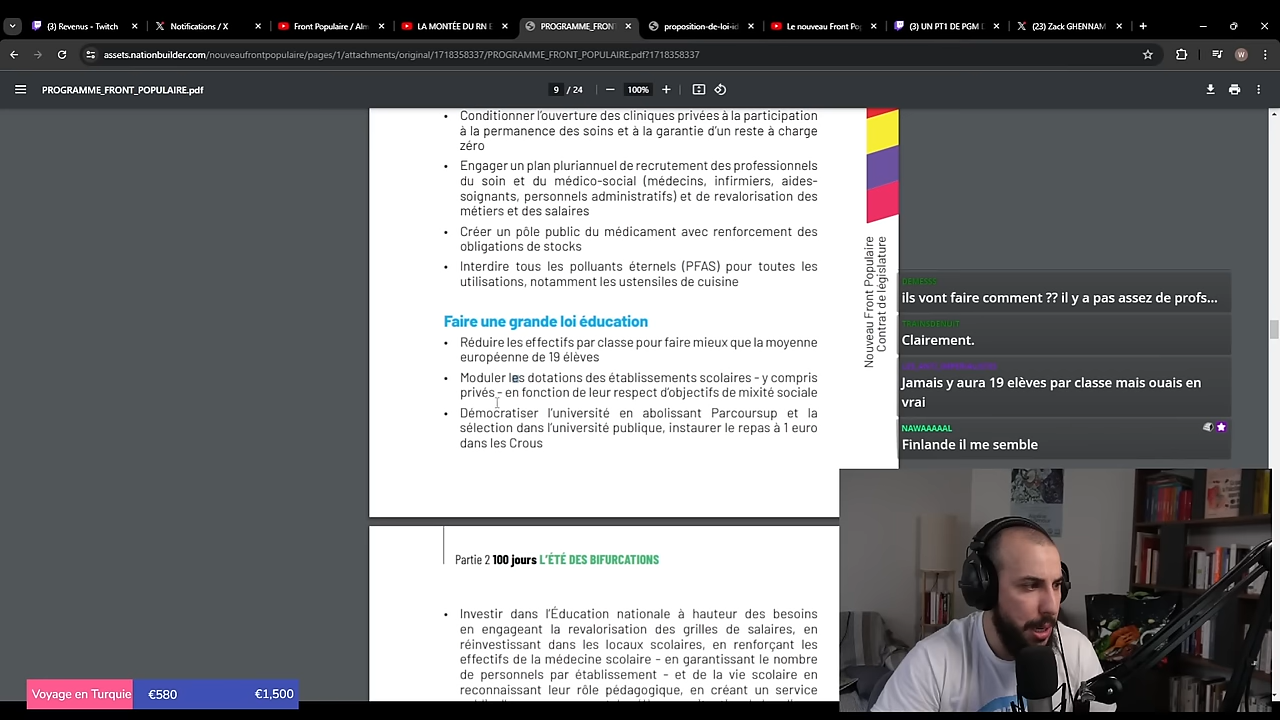 (3) Revenus - Twitch
Notifications / X
Front Populaire / Alm
LA MONTÉE DU RN E
PROGRAMME_FRONT
proposition-de-loi-id
Le nouveau Front Po
(3) UN PT1 DE PGM D
(23) Zack GHENNAM
assets.nationbuilder.com/nouveaufrontpopulaire/pages/1/attachments/original/1718358337/PROGRAMME_FRONT_POPULAIRE.pdf?1718358337
W
PROGRAMME_FRONT_POPULAIRE.pdf
9 / 24
100%
• Conditionner l'ouverture des cliniques privées à la participation
à la permanence des soins et à la garantie d'un reste à charge
zéro
• Engager un plan pluriannuel de recrutement des professionnels
du soin et du médico-social (médecins, infirmiers, aides-
soignants, personnels administratifs) et de revalorisation des
métiers et des salaires
• Créer un pôle public du médicament avec renforcement des
obligations de stocks
• Interdire tous les polluants éternels (PFAS) pour toutes les
utilisations, notamment les ustensiles de cuisine
Faire une grande loi éducation
• Réduire les effectifs par classe pour faire mieux que la moyenne
européenne de 19 élèves
• Moduler les dotations des établissements scolaires - y compris
privés - en fonction de leur respect d'objectifs de mixité sociale
• Démocratiser l'université en abolissant Parcoursup et la
sélection dans l'université publique, instaurer le repas à 1 euro
dans les Crous
Nouveau Front Populaire
Contrat de législature
Partie 2 100 jours L'ÉTÉ DES BIFURCATIONS
• Investir dans l'Éducation nationale à hauteur des besoins
en engageant la revalorisation des grilles de salaires, en
réinvestissant dans les locaux scolaires, en renforçant les
effectifs de la médecine scolaire - en garantissant le nombre
de personnels par établissement - et de la vie scolaire en
reconnaissant leur rôle pédagogique, en créant un service
ils vont faire comment ?? il y a pas assez de profs...
TRAINSDENUIT
Clairement.
Jamais y aura 19 elèves par classe mais ouais en
vrai
NAWAAAAAL
Finlande il me semble
Voyage en Turquie
€580
€1,500